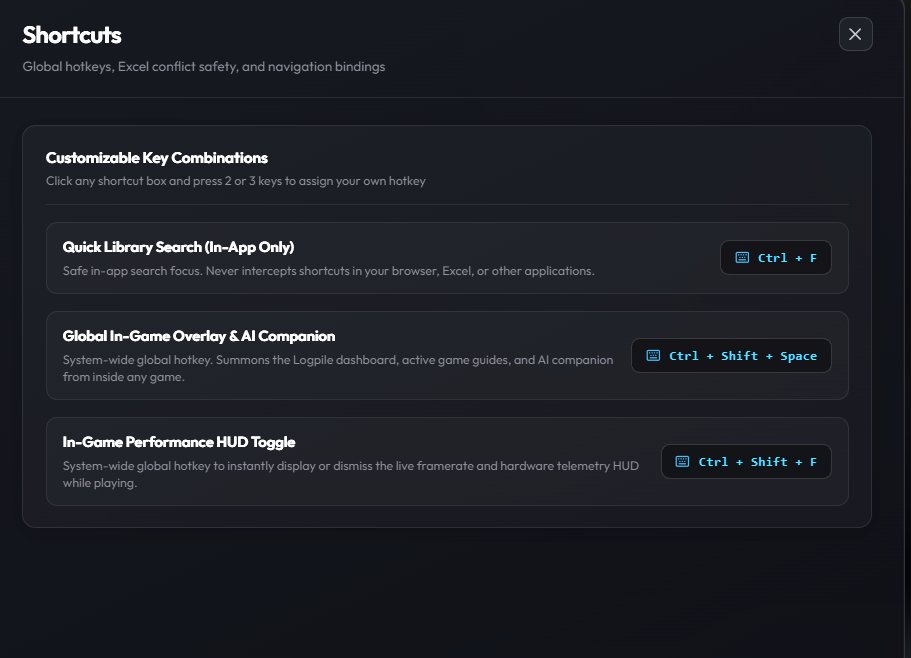 Shortcuts
Global hotkeys, Excel conflict safety, and navigation bindings
Customizable Key Combinations
Click any shortcut box and press 2 or 3 keys to assign your own hotkey
Quick Library Search (In-App Only)
Safe in-app search focus. Never intercepts shortcuts in your browser, Excel, or other applications.
Ctrl + F
Global In-Game Overlay & AI Companion
System-wide global hotkey. Summons the Logpile dashboard, active game guides, and AI companion
from inside any game.
Ctrl + Shift + Space
In-Game Performance HUD Toggle
System-wide global hotkey to instantly display or dismiss the live framerate and hardware telemetry HUD
while playing.
Ctrl + Shift + F